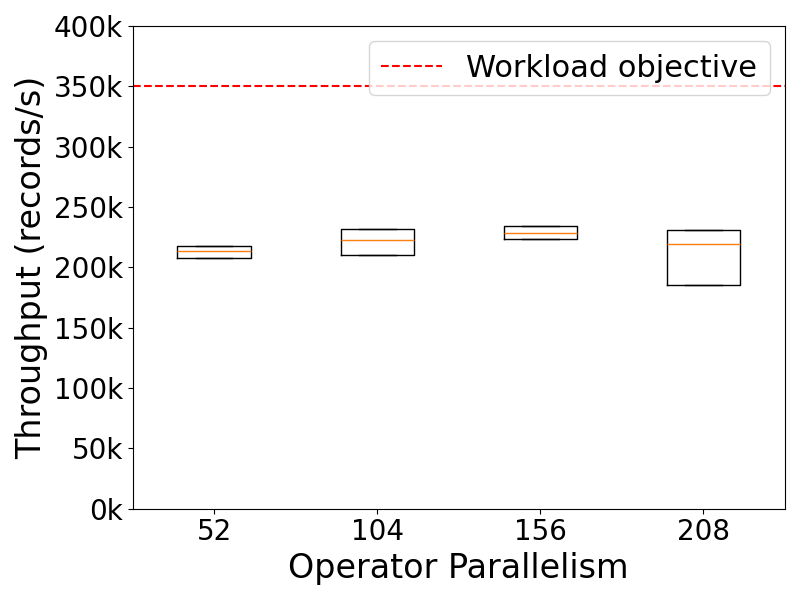 400k
350k
300k
250k
200k
150k
100k
50k
0k
Throughput (records/s)
Workload objective
52 104 156 208
Operator Parallelism